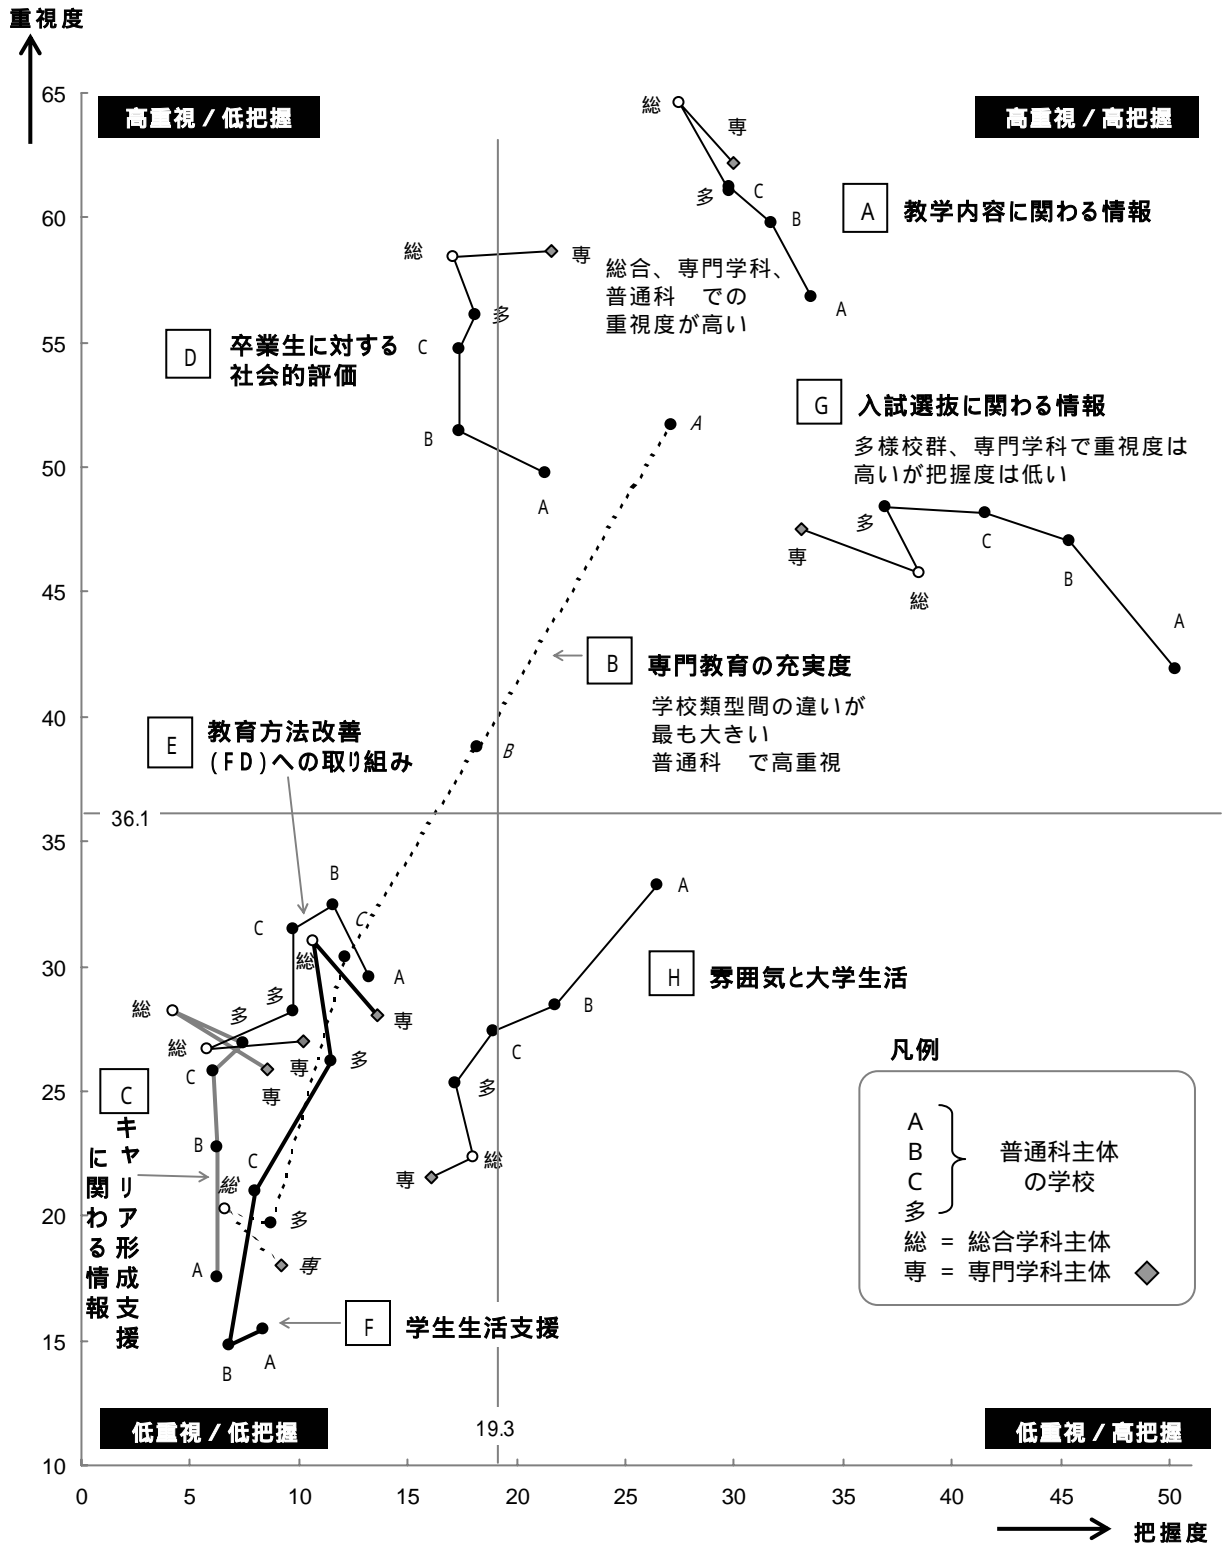 重視度
65
高重視 / 低把握
高重視 / 高把握
総
専
多
C
B
A
A
教学内容に関わる情報
60
総
専
総合、専門学科、
普通科　での
重視度が高い
多
55
C
D
卒業生に対する
社会的評価
B
A
G
入試選抜に関わる情報
多様校群、専門学科で重視度は
高いが把握度は低い
A
50
多
C
B
専
総
A
45
B
専門教育の充実度
学校類型間の違いが
最も大きい
普通科　で高重視
40
E
教育方法改善
(FD)への取り組み
B
36.1
35
B
C
C
総
A
A
B
30
H
雰囲気と大学生活
総
多
多
専
総
専
多
C
C
専
多
総
専
25
C
キャリア形成支援
に関わる情報
B
C
総
多
専
A
20
凡例
A
B
C
多
普通科主体
の学校
総 = 総合学科主体
専 = 専門学科主体
F
学生生活支援
15
B
A
低重視 / 低把握
19.3
低重視 / 高把握
10
0
5
10
15
20
25
30
35
40
45
50
把握度